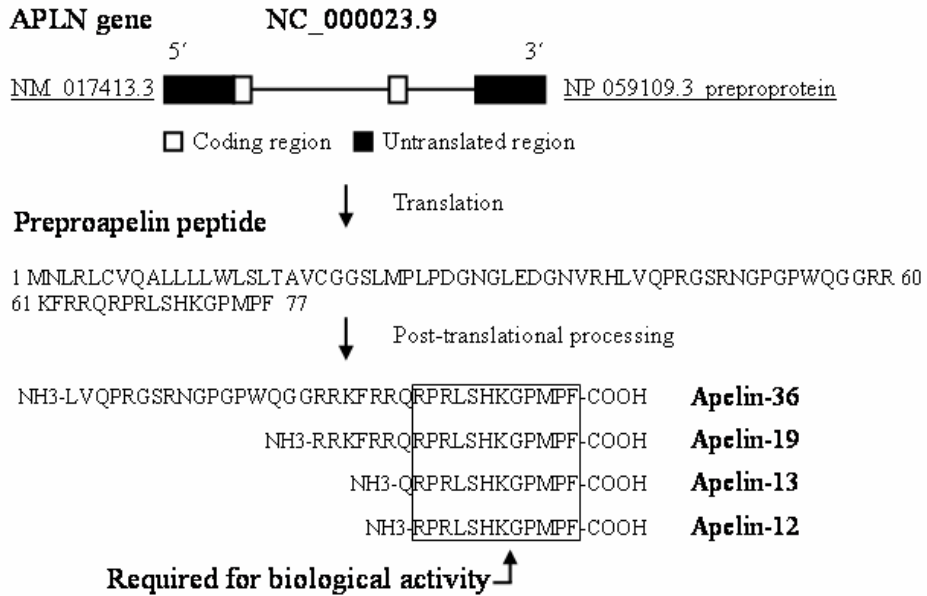 APLN gene NC_000023.9
5′ 3′
NM_017413.3 NP 059109.3 preproprotein
Coding region Untranslated region
Translation
Preproapelin peptide
1 MNLRLCVQALLLLWLSLTAVCGGSLMPLPDGNGLEDGNVRHLVQPRGSRNGPGPWQGGRR 60
61 KFRRQRPRLSHKGPMPF 77
Post-translational processing
NH3-LVQPRGSRNGPGPWQGGRRKFRRQRPRLSHKGPMPF-COOH Apelin-36
NH3-RRKFRRQRPRLSHKGPMPF-COOH Apelin-19
NH3-QRPRLSHKGPMPF-COOH Apelin-13
NH3-RPRLSHKGPMPF-COOH Apelin-12
Required for biological activity